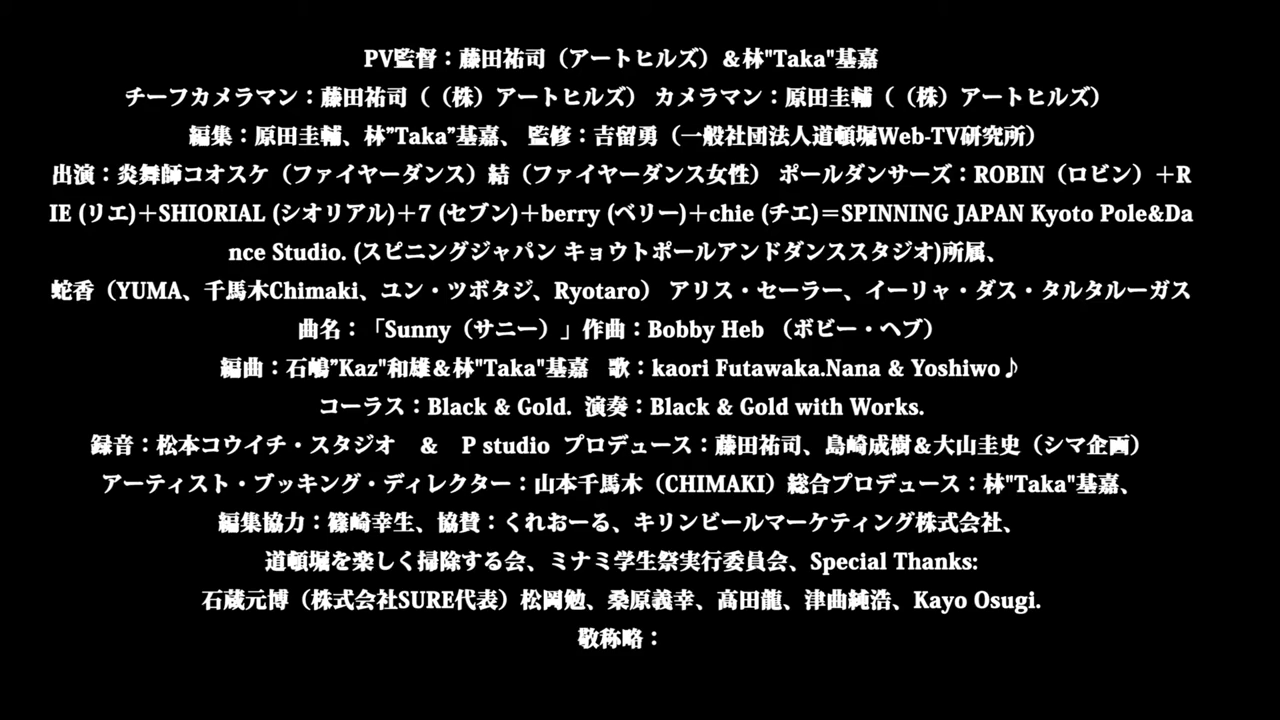 PV監督：藤田祐司（アートヒルズ）＆林"Taka"基嘉
チーフカメラマン：藤田祐司（（株）アートヒルズ） カメラマン：原田圭輔（（株）アートヒルズ）
編集：原田圭輔、林”Taka”基嘉、 監修：吉留勇（一般社団法人道頓堀Web-TV研究所）
出演：炎舞師コオスケ（ファイヤーダンス）結（ファイヤーダンス女性） ポールダンサーズ：ROBIN（ロビン）＋R
IE (リエ)＋SHIORIAL (シオリアル)＋7 (セブン)＋berry (ベリー)＋chie (チエ)＝SPINNING JAPAN Kyoto Pole&Da
nce Studio. (スピニングジャパン キョウトポールアンドダンススタジオ)所属、
蛇香（YUMA、千馬木Chimaki、ユン・ツボタジ、Ryotaro） アリス・セーラー、イーリャ・ダス・タルタルーガス
曲名：「Sunny（サニー）」作曲：Bobby Heb （ボビー・ヘブ）
編曲：石嶋”Kaz"和雄＆林"Taka"基嘉 歌：kaori Futawaka.Nana & Yoshiwo♪
コーラス：Black & Gold. 演奏：Black & Gold with Works.
録音：松本コウイチ・スタジオ ＆ P studio プロデュース：藤田祐司、島崎成樹＆大山圭史（シマ企画）
アーティスト・ブッキング・ディレクター：山本千馬木（CHIMAKI）総合プロデュース：林"Taka"基嘉、
編集協力：篠崎幸生、協賛：くれおーる、キリンビールマーケティング株式会社、
道頓堀を楽しく掃除する会、ミナミ学生祭実行委員会、Special Thanks:
石蔵元博（株式会社SURE代表）松岡勉、桑原義幸、高田龍、津曲純浩、Kayo Osugi.
敬称略：